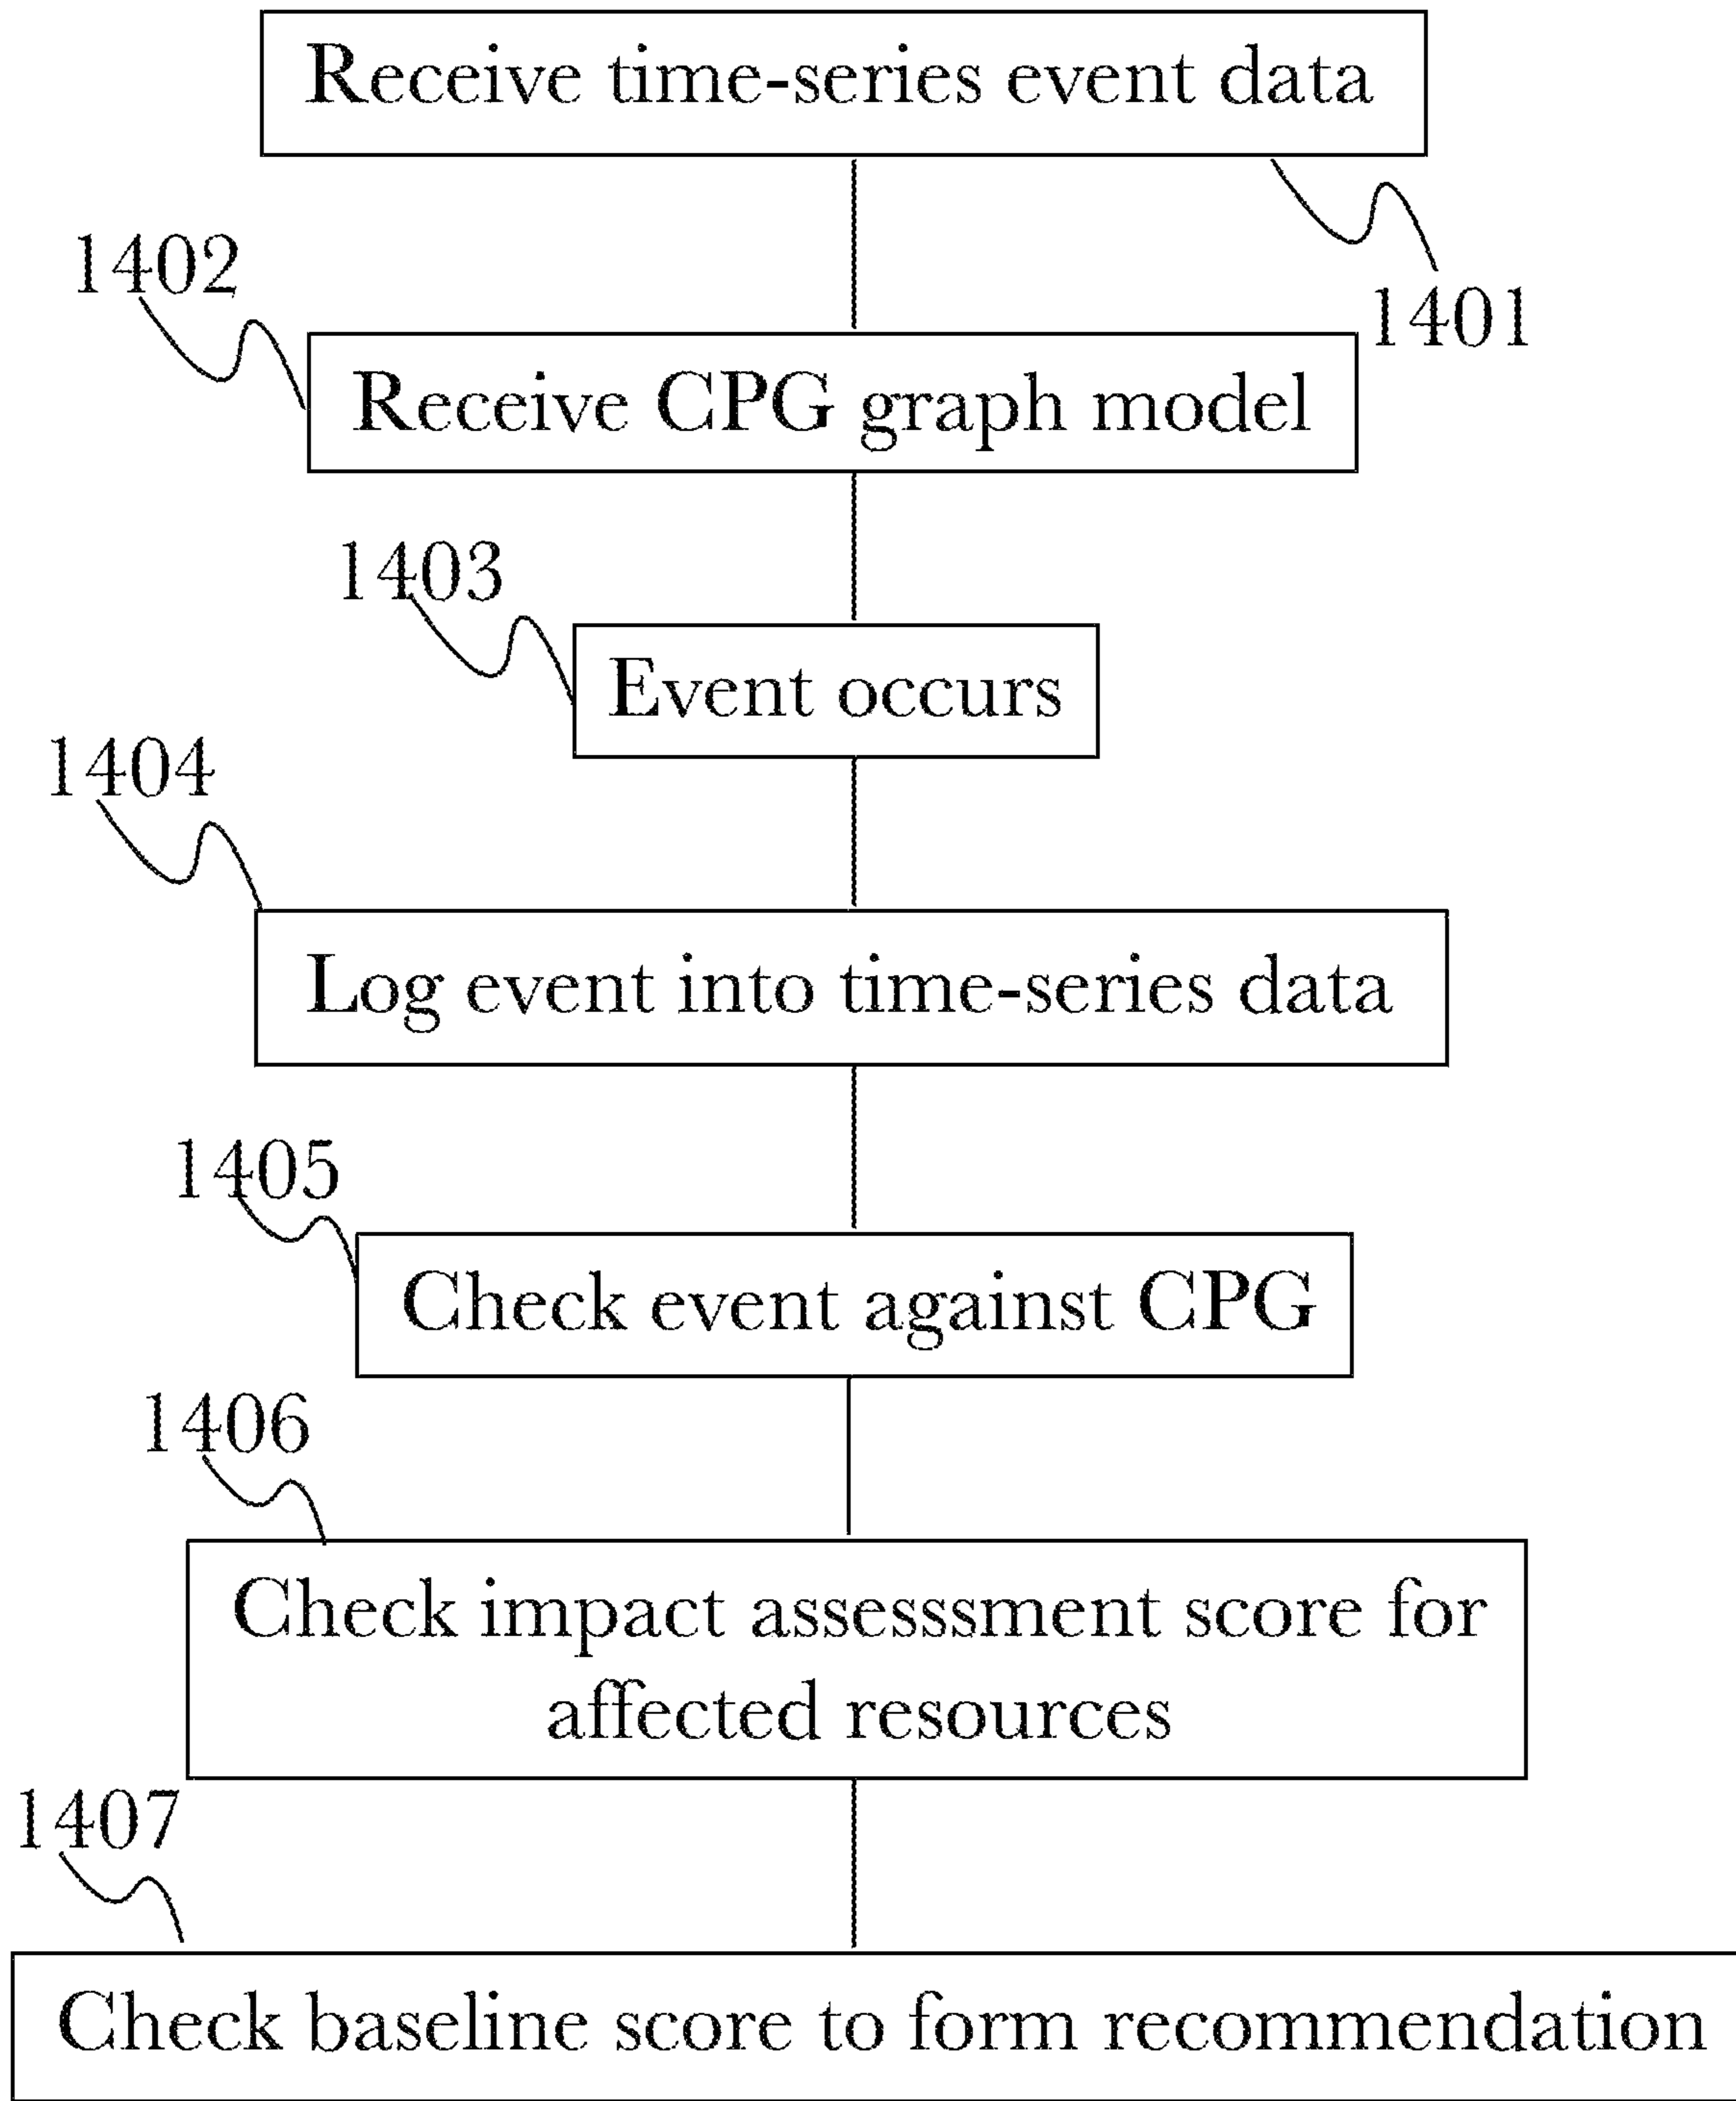 Receive time-series event data
1401
1402
Receive CPG graph model
1403
Event occurs
1404
Log event into time-series data
1405
Check event against CPG
1406
Check impact assesssment score for
affected resources
1407
Check baseline score to form recommendation